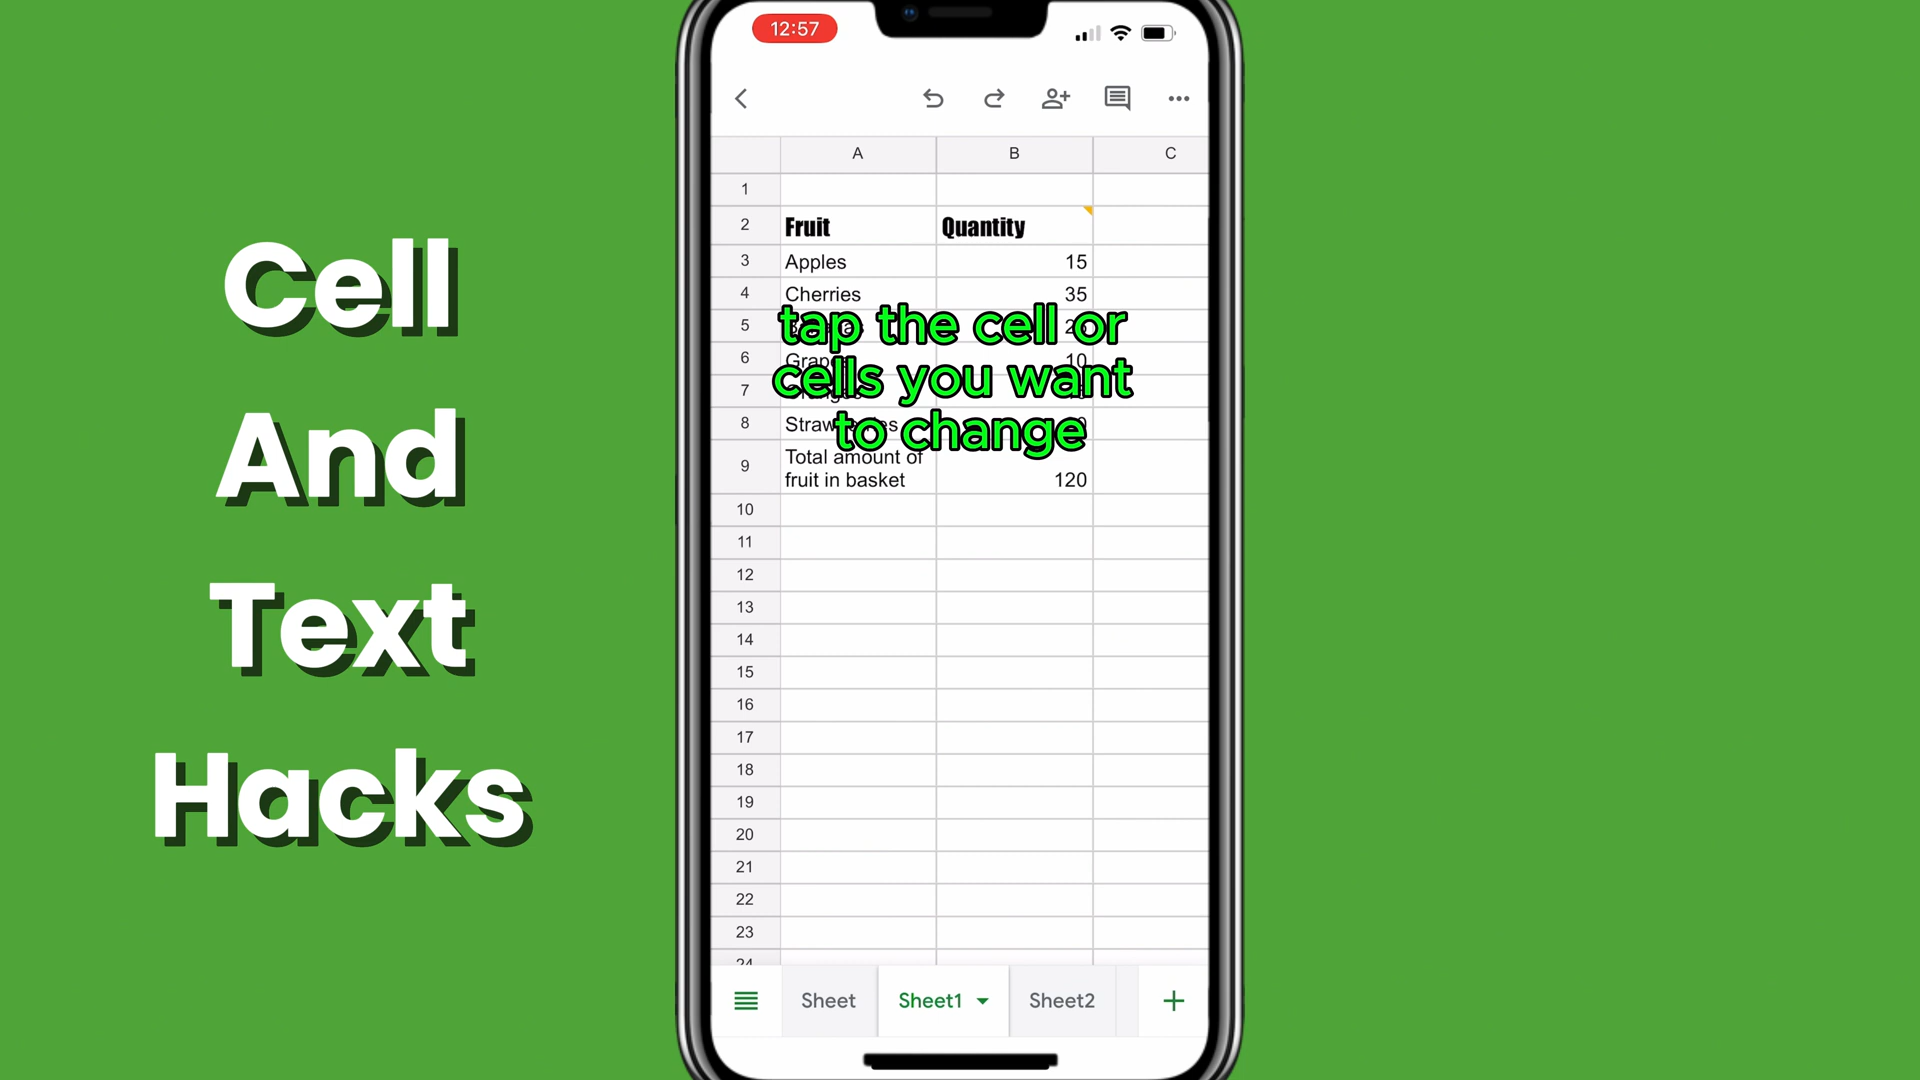 Cell
And
Text
Hacks
12:57
A B C
1
2 Fruit Quantity
3 Apples 15
4 Cherries 35
tap the cell or
5
6 10
cells you want
7
8
to change
9 Total amount of
fruit in basket 120
10
11
12
13
14
15
16
17
18
19
20
21
22
23
24
Sheet Sheet1 Sheet2